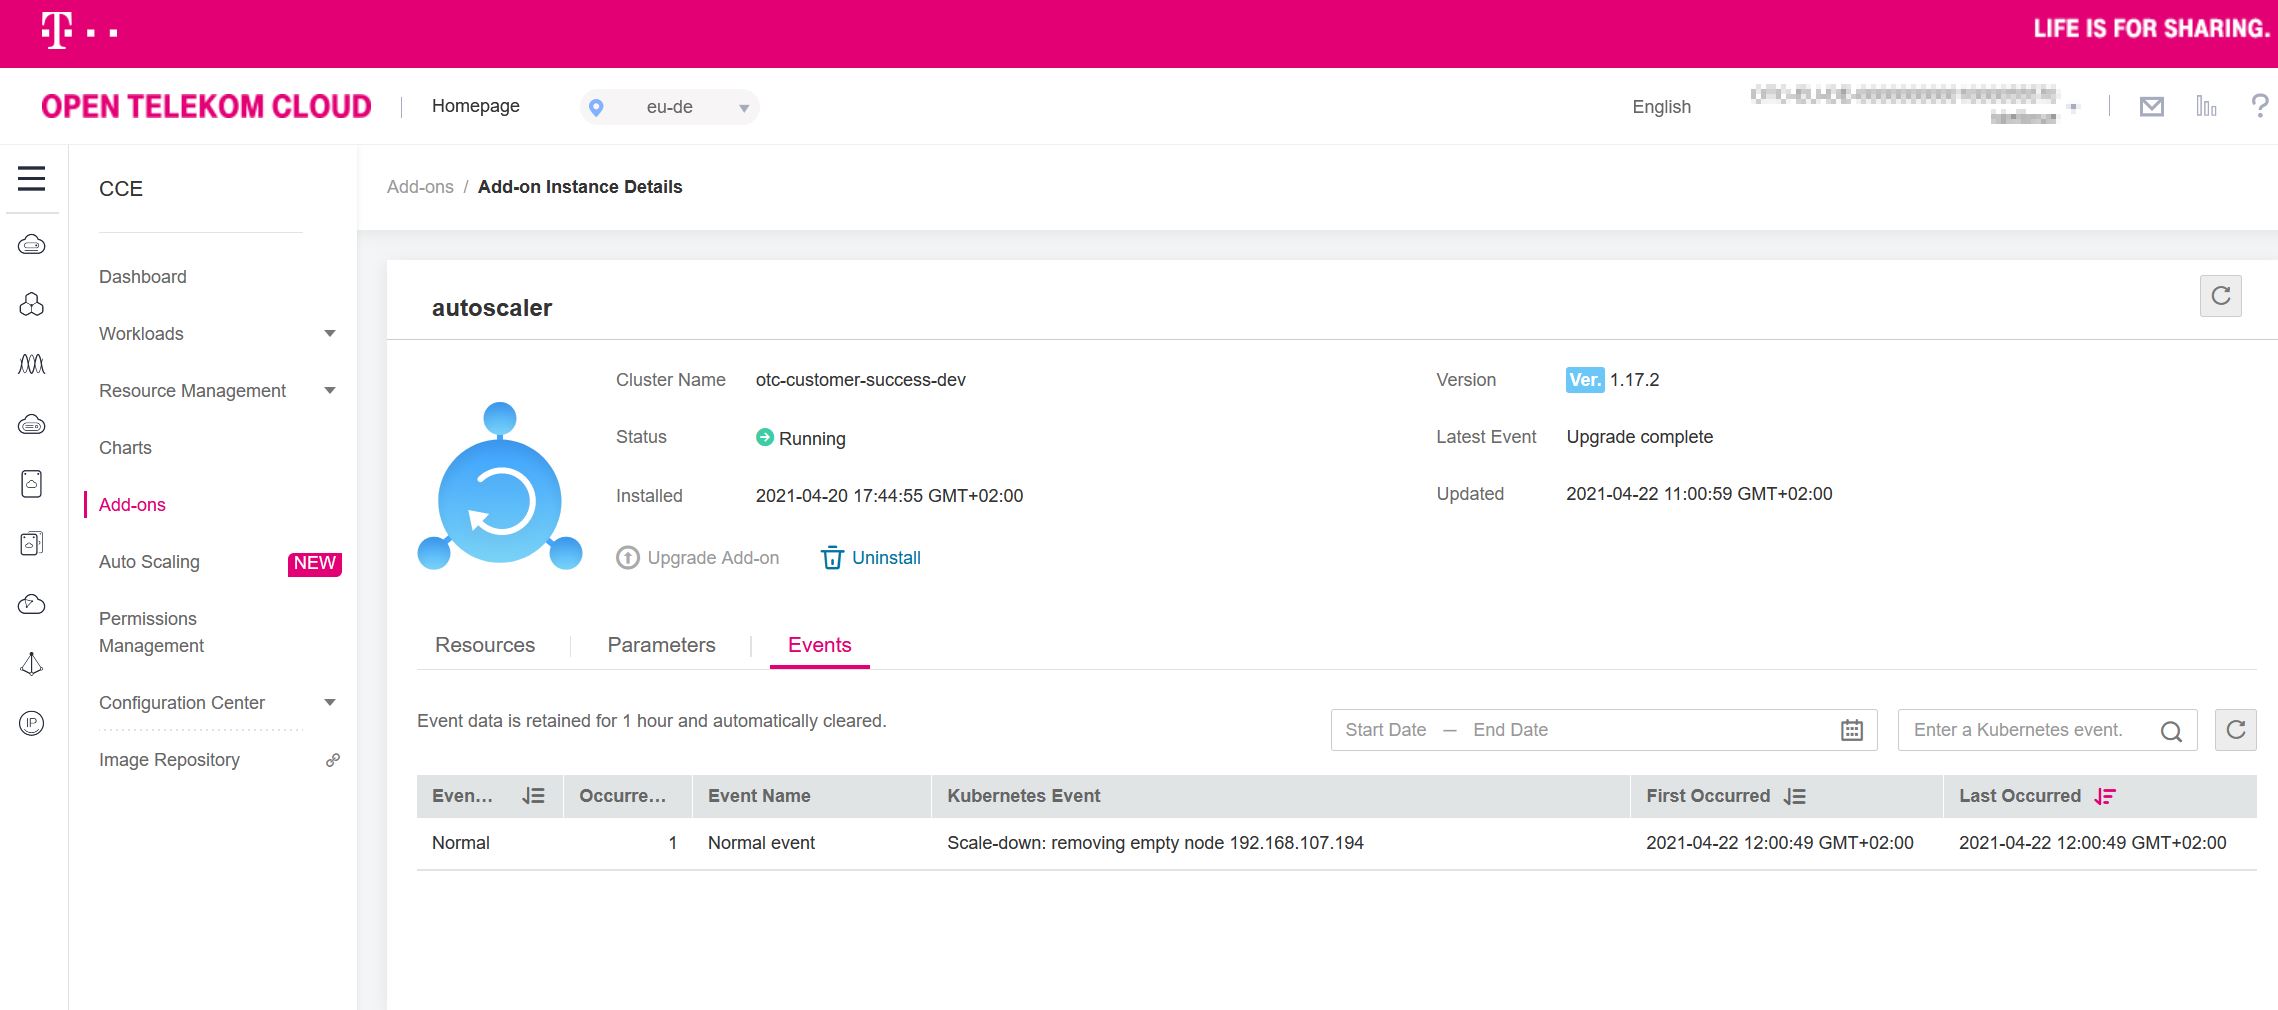 T
LIFE IS FOR SHARING.
OPEN TELEKOM CLOUD
Homepage
eu-de
English
CCE
Add-ons / Add-on Instance Details
Dashboard
Workloads
Resource Management
Charts
Add-ons
Auto Scaling NEW
Permissions
Management
Configuration Center
Image Repository
IP
autoscaler
Cluster Name otc-customer-success-dev
Version Ver. 1.17.2
Status Running
Latest Event Upgrade complete
Installed 2021-04-20 17:44:55 GMT+02:00
Updated 2021-04-22 11:00:59 GMT+02:00
Upgrade Add-on Uninstall
Resources Parameters Events
Event data is retained for 1 hour and automatically cleared.
Start Date — End Date
Enter a Kubernetes event.
Even... Occurre... Event Name Kubernetes Event First Occurred Last Occurred
Normal 1 Normal event Scale-down: removing empty node 192.168.107.194 2021-04-22 12:00:49 GMT+02:00 2021-04-22 12:00:49 GMT+02:00